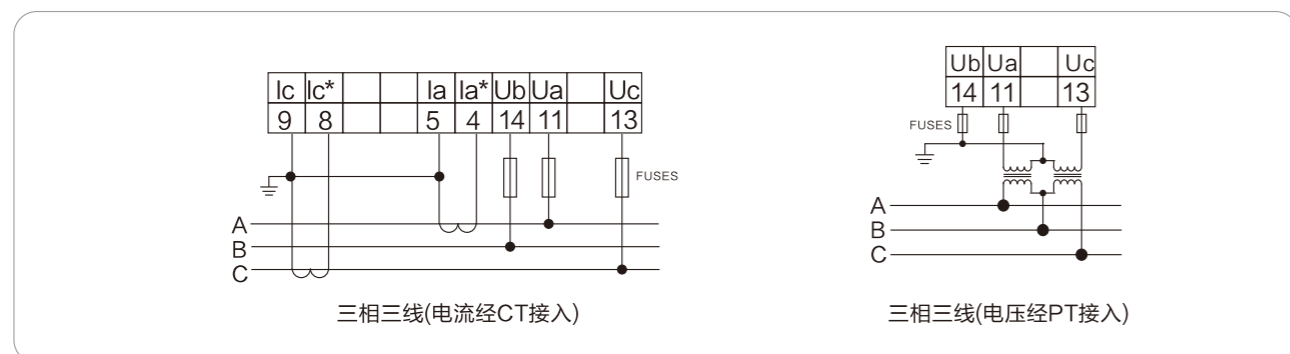 Ic Ic* Ia Ia* Ub Ua Uc
9 8 5 4 14 11 13
FUSES
A
B
C
三相三线(电流经CT接入)
Ub Ua Uc
14 11 13
FUSES
A
B
C
三相三线(电压经PT接入)